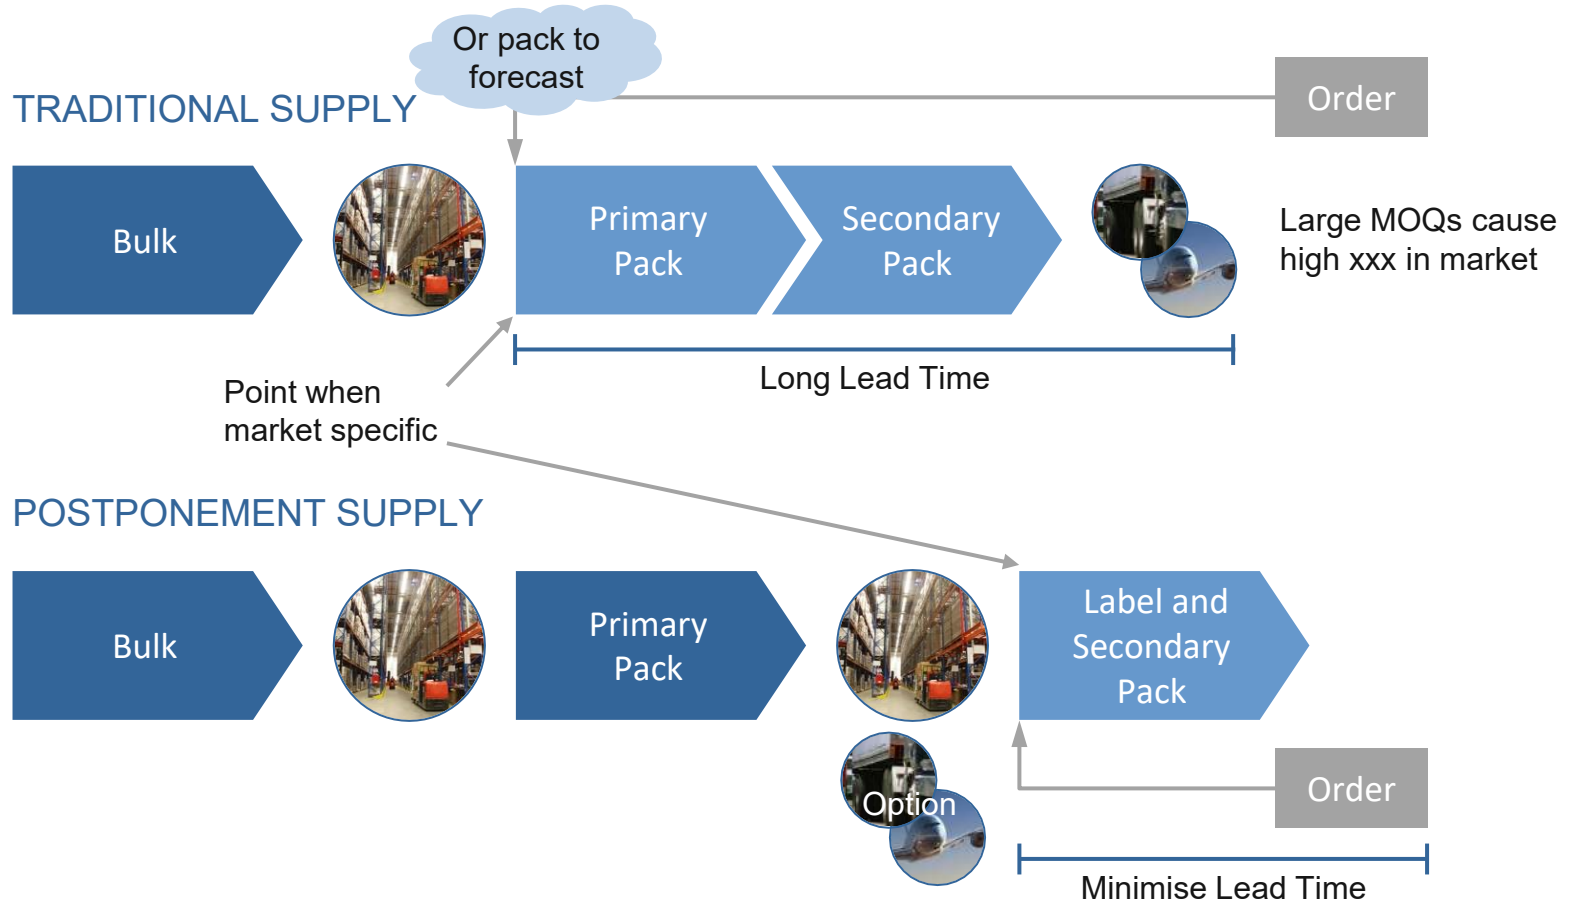 Or pack to
forecast
Order
TRADITIONAL SUPPLY
Bulk
Primary
Pack
Secondary
Pack
Large MOQs cause
high xxx in market
Long Lead Time
Point when
market specific
POSTPONEMENT SUPPLY
Bulk
Primary
Pack
Label and
Secondary
Pack
Option
Order
Minimise Lead Time